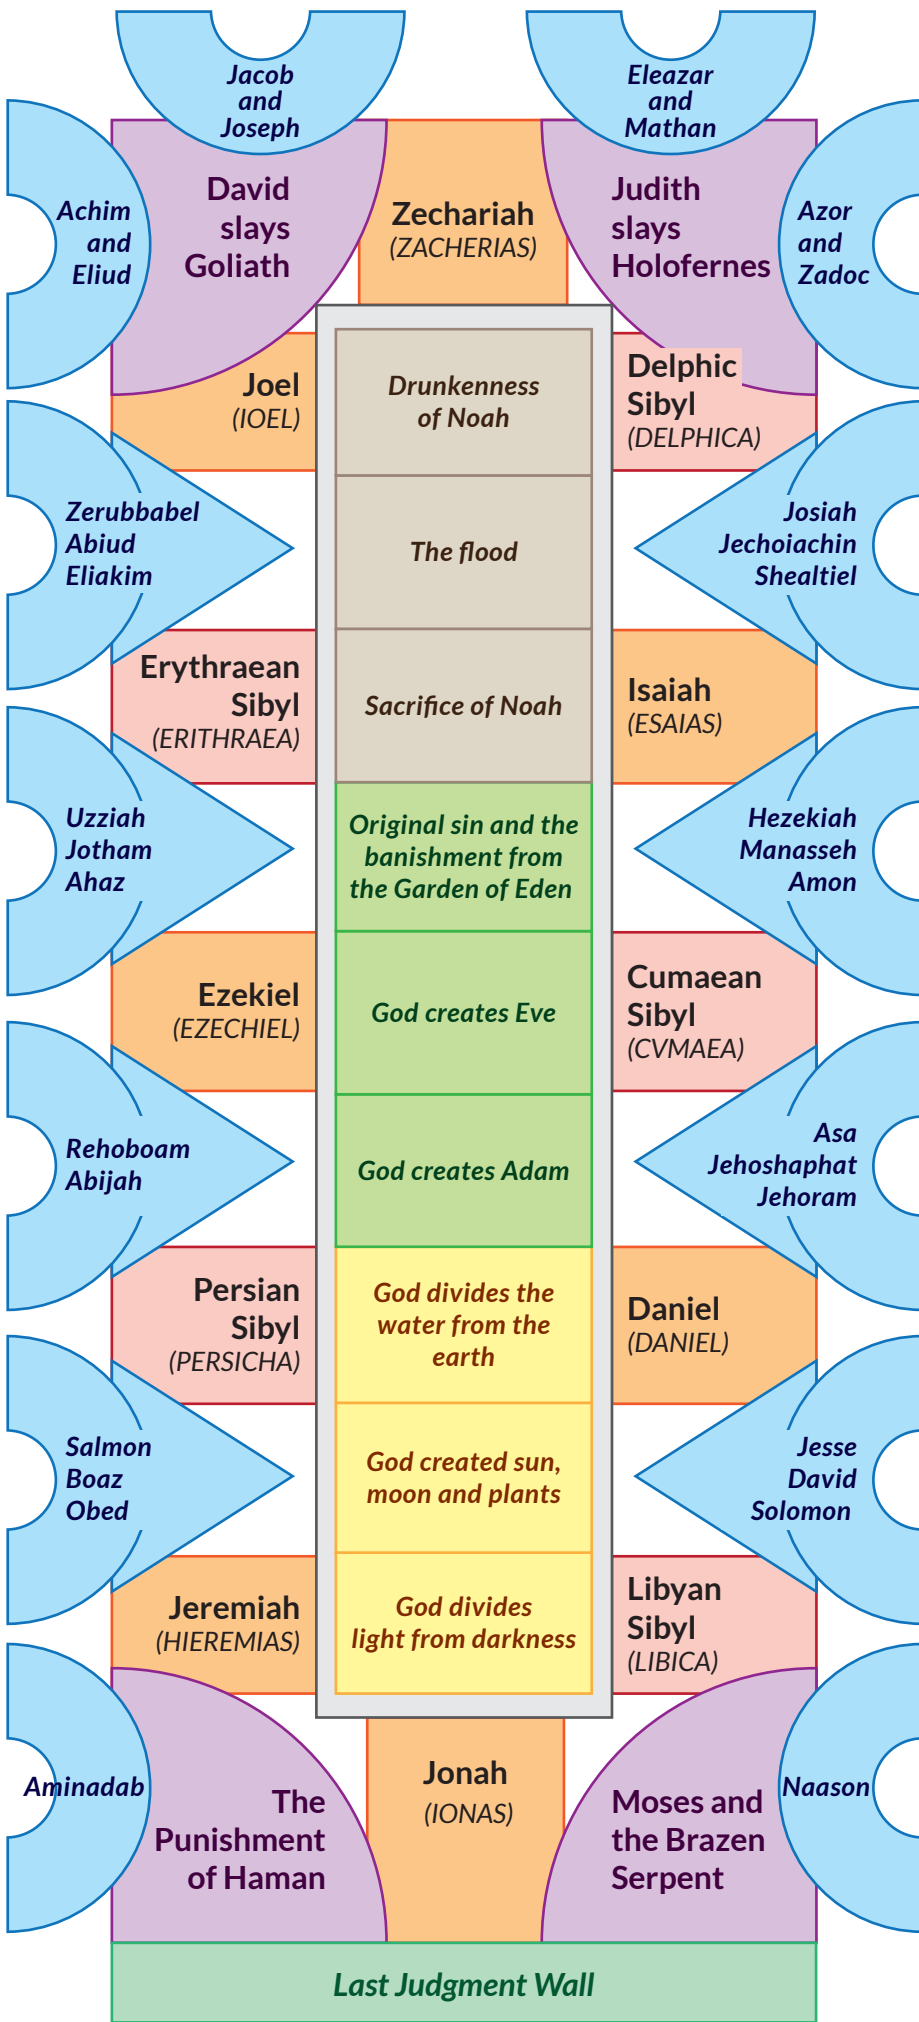 Jacob
and
Joseph
Eleazar
and
Mathan
Achim
and
Eliud
David
slays
Goliath
Zechariah
(ZACHERIAS)
Judith
slays
Holofernes
Azor
and
Zadoc
Joel
(IOEL)
Drunkenness
of Noah
Delphic
Sibyl
(DELPHICA)
Zerubbabel
Abiud
Eliakim
The flood
Josiah
Jechoiachin
Shealtiel
Erythraean
Sibyl
(ERITHRAEA)
Sacrifice of Noah
Isaiah
(ESAIAS)
Uzziah
Jotham
Ahaz
Original sin and the
banishment from
the Garden of Eden
Hezekiah
Manasseh
Amon
Ezekiel
(EZECHIEL)
God creates Eve
Cumaean
Sibyl
(CVMAEA)
Rehoboam
Abijah
God creates Adam
Asa
Jehoshaphat
Jehoram
Persian
Sibyl
(PERSICHA)
God divides the
water from the
earth
Daniel
(DANIEL)
Salmon
Boaz
Obed
God created sun,
moon and plants
Jesse
David
Solomon
Jeremiah
(HIEREMIAS)
God divides
light from darkness
Libyan
Sibyl
(LIBICA)
Aminadab
The
Punishment
of Haman
Jonah
(IONAS)
Moses and
the Brazen
Serpent
Naason
Last Judgment Wall